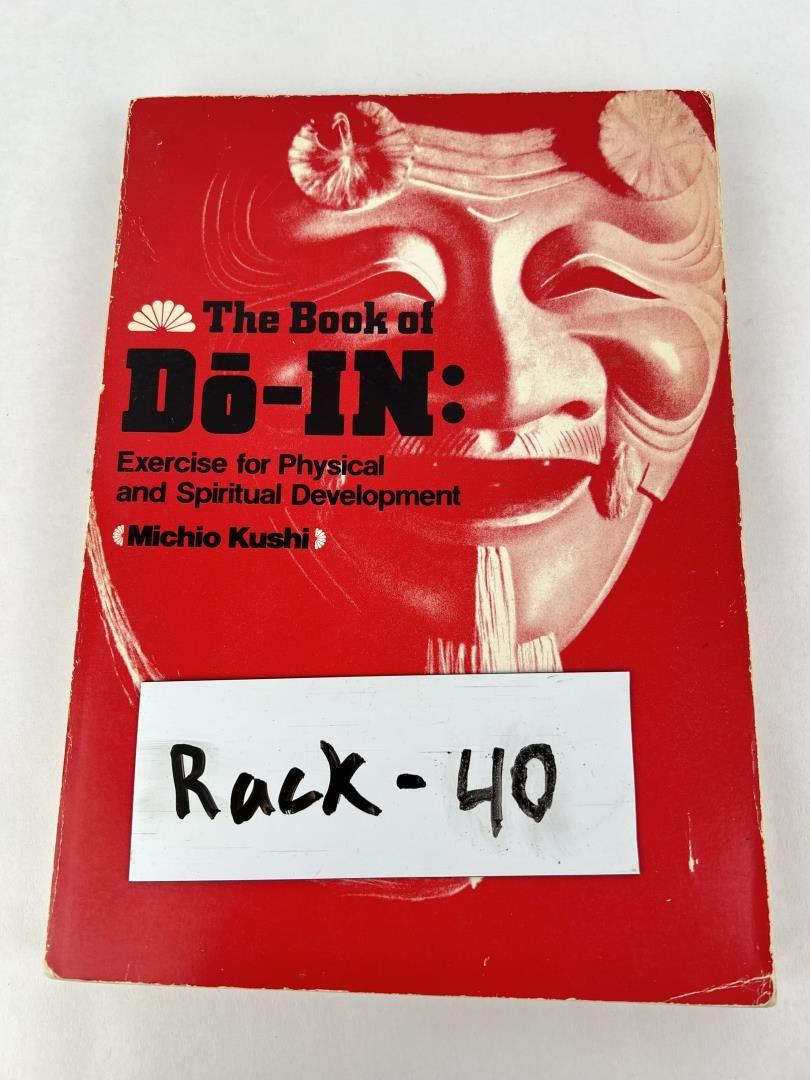 The Book of
Dō-IN:
Exercise for Physical
and Spiritual Development
Michio Kushi
Rack - 40